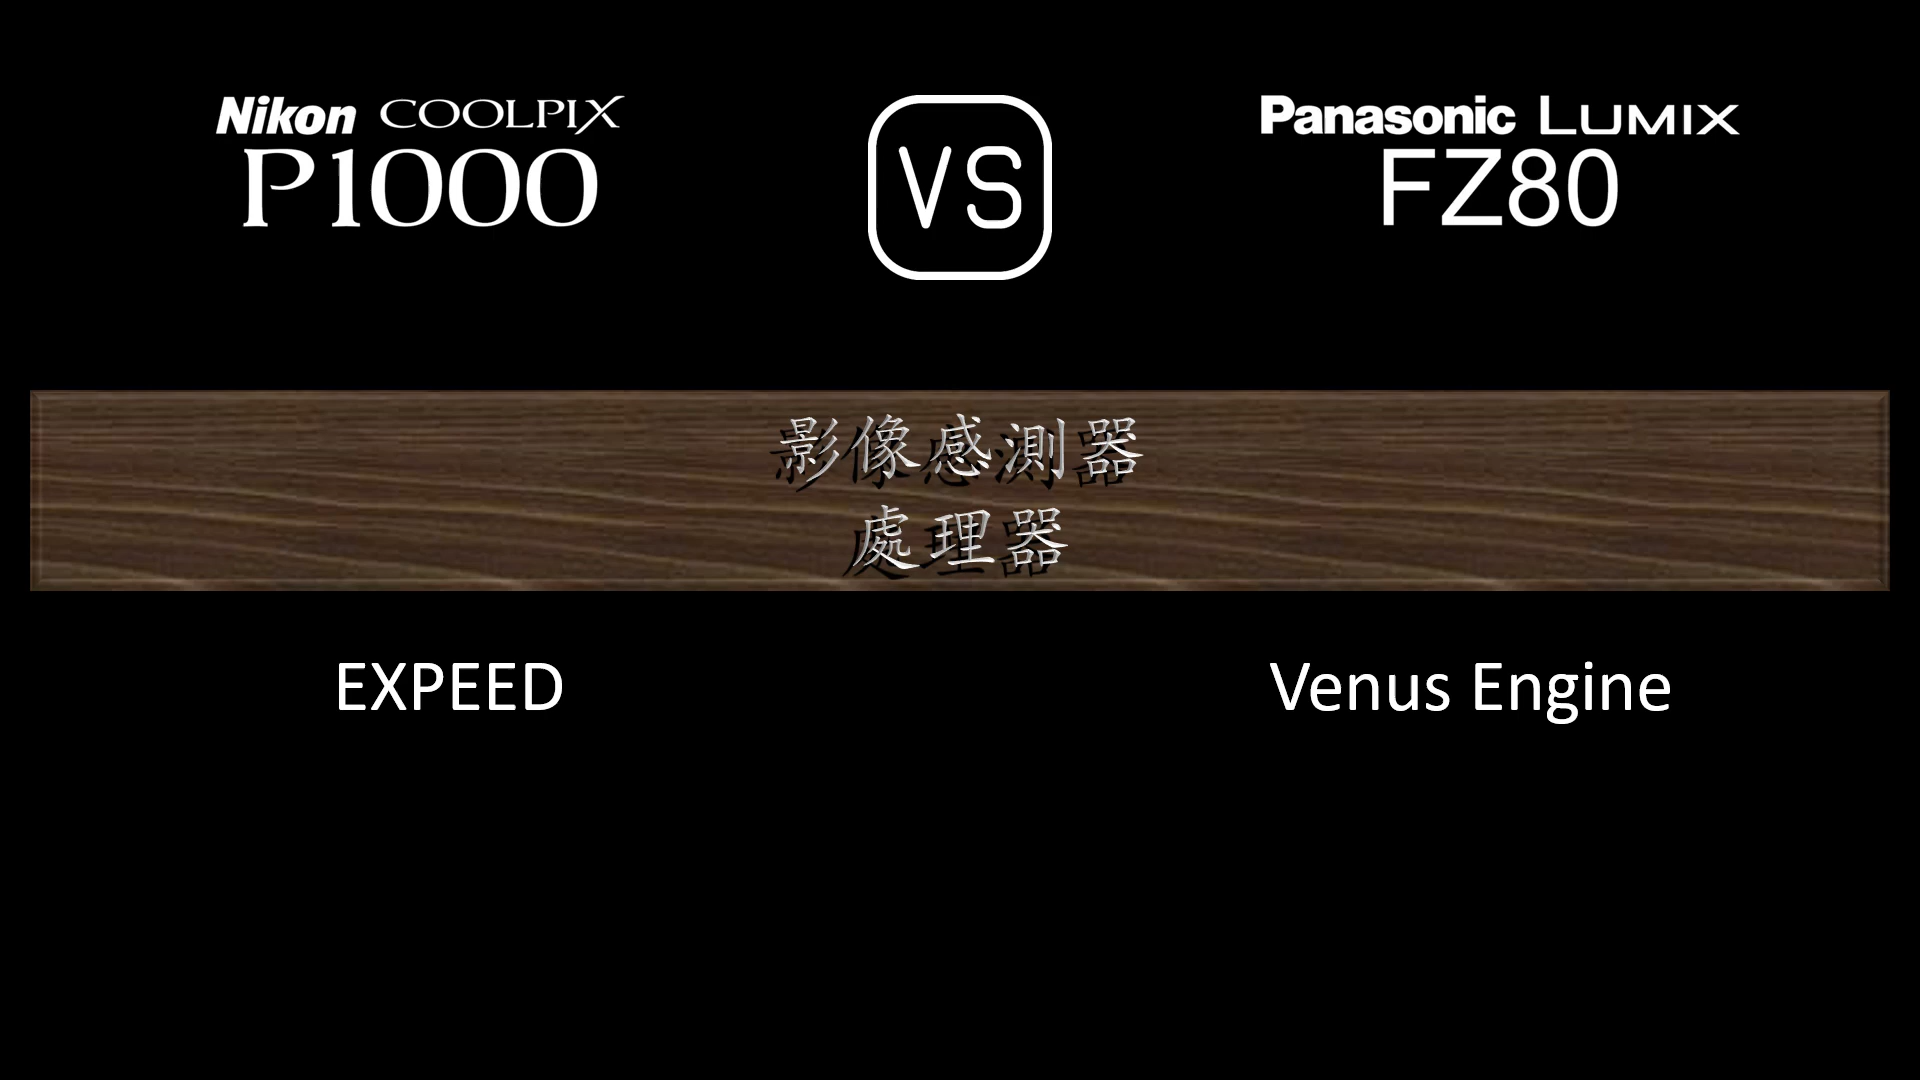 Nikon COOLPIX
P1000
VS
Panasonic LUMIX
FZ80
影像感測器
處理器
EXPEED
Venus Engine